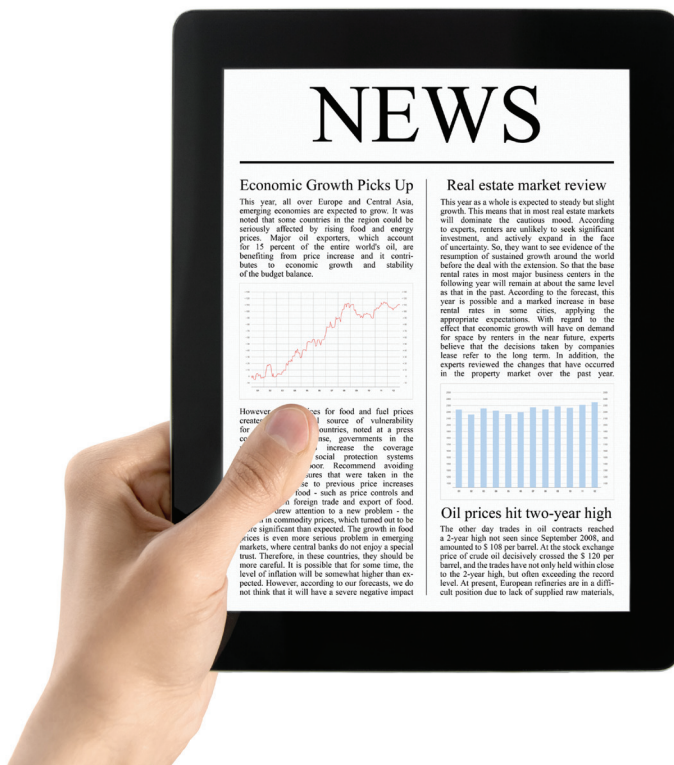 NEWS
Economic Growth Picks Up
This year, all over Europe and Central Asia,
emerging economies are expected to grow. It was
noted that some countries in the region could be
seriously affected by rising food and energy
prices. Major oil exporters, which account
for 15 percent of the entire world's oil, are
benefiting from price increase and it contri-
butes to economic growth and stability
of the budget balance.
However for food and fuel prices
source of vulnerability
for countries, noted at a press
governments in the
increase the coverage
social protection systems
Recommend avoiding
that were taken in the
to previous price increases
food - such as price controls and
foreign trade and export of food.
attention to a new problem - the
in commodity prices, which turned out to be
significant than expected. The growth in food
is even more serious problem in emerging
markets, where central banks do not enjoy a special
trust. Therefore, in these countries, they should be
more careful. It is possible that for some time, the
level of inflation will be somewhat higher than ex-
pected. However, according to our forecasts, we do
not think that it will have a severe negative impact
Real estate market review
This year as a whole is expected to steady but slight
growth. This means that in most real estate markets
will dominate the cautious mood. According
to experts, renters are unlikely to seek significant
investment, and actively expand in the face
of uncertainty. So, they want to see evidence of the
resumption of sustained growth around the world
before the deal with the extension. So that the base
rental rates in most major business centers in the
following year will remain at about the same level
as that in the past. According to the forecast, this
year is possible and a marked increase in base
rental rates in some cities, applying the
appropriate expectations. With regard to the
effect that economic growth will have on demand
for space by renters in the near future, experts
believe that the decisions taken by companies
lease refer to the long term. In addition, the
experts reviewed the changes that have occurred
in the property market over the past year.
Oil prices hit two-year high
The other day trades in oil contracts reached
a 2-year high not seen since September 2008, and
amounted to $ 108 per barrel. At the stock exchange
price of crude oil decisively crossed the $ 120 per
barrel, and the trades have not only held within close
to the 2-year high, but often exceeding the record
level. At present, European refineries are in a diffi-
cult position due to lack of supplied raw materials,